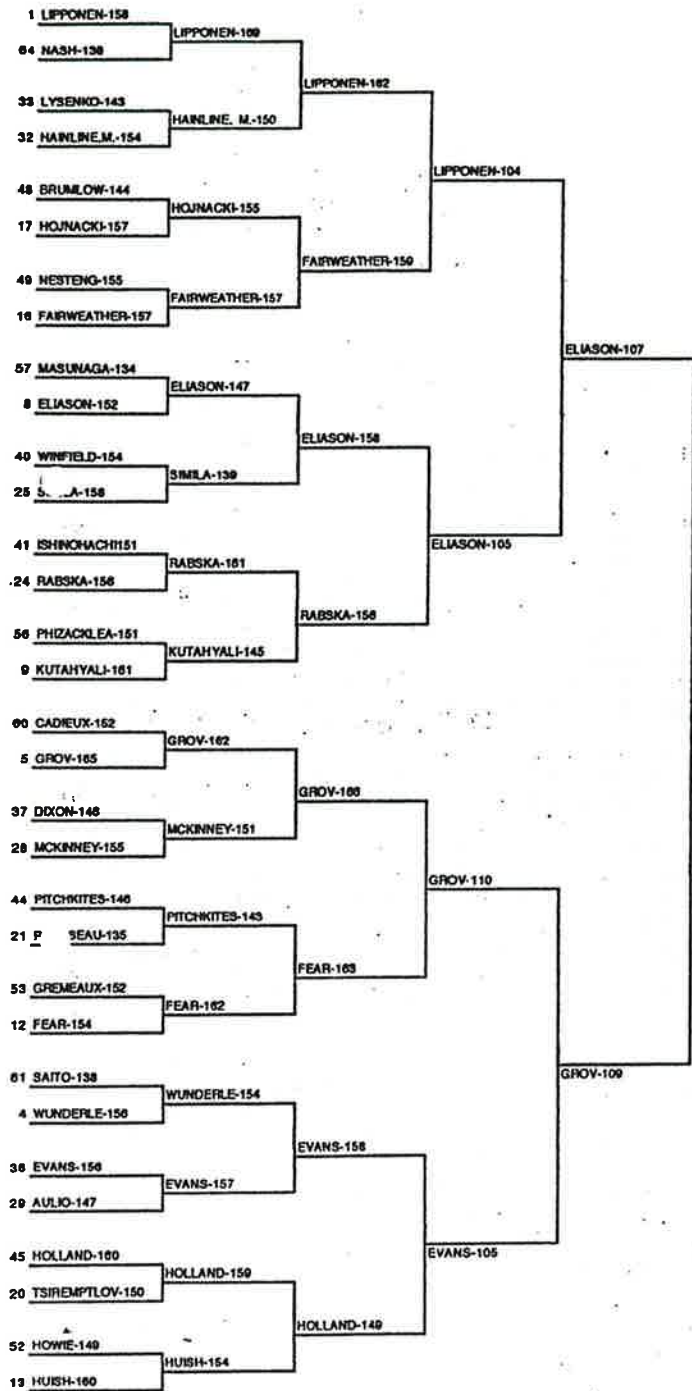 1 LIPPONEN-158
64 NASH-138
33 LYSENKO-143
32 HAINLINE,M.-154
48 BRUMLOW-144
17 HOJNACKI-157
49 NESTENG-155
16 FAIRWEATHER-157
57 MASUNAGA-134
8 ELIASON-152
40 WINFIELD-154
25
41 ISHINOHACHI151
24 RABSKA-156
56 PHIZACKLEA-151
9 KUTAHYALI-161
60 CADIEUX-152
5 GROV-165
37 DIXON-146
28 MCKINNEY-155
44 PITCHKITES-146
21
53 GREMEAUX-152
12 FEAR-154
61 SAITO-138
4 WUNDERLE-156
36 EVANS-156
29 AULIO-147
45 HOLLAND-160
20 TSIREMPTLOV-150
52 HOWIE-149
13 HUISH-160
LIPPONEN-169
HAINLINE, M.-150
HOJNACKI-155
FAIRWEATHER-157
ELIASON-147
SIMILA-139
RABSKA-161
KUTAHYALI-145
GROV-162
MCKINNEY-151
PITCHKITES-143
FEAR-162
WUNDERLE-154
EVANS-157
HOLLAND-159
HUISH-154
LIPPONEN-162
FAIRWEATHER-159
ELIASON-158
RABSKA-156
GROV-166
FEAR-163
EVANS-156
HOLLAND-149
LIPPONEN-104
ELIASON-105
GROV-110
EVANS-105
ELIASON-107
GROV-109